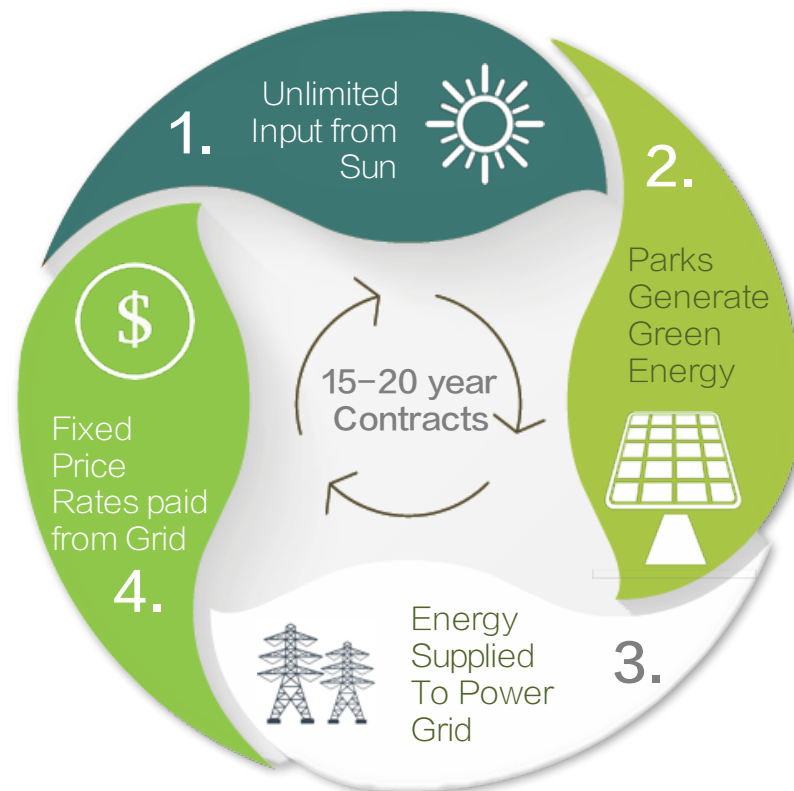 1.
Unlimited
Input from
Sun
2.
Parks
Generate
Green
Energy
3.
Energy
Supplied
To Power
Grid
4.
$
Fixed
Price
Rates paid
from Grid
15-20 year
Contracts